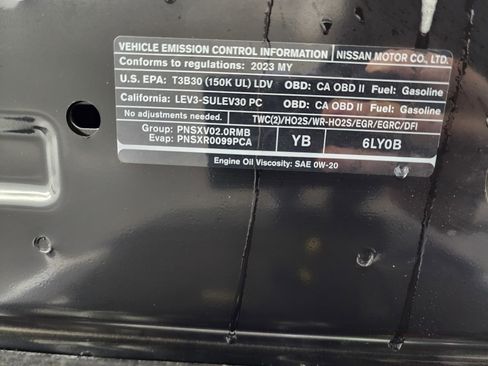 VEHICLE EMISSION CONTROL INFORMATION NISSAN MOTOR CO., LTD.
Conforms to regulations: 2023 MY
U.S. EPA: T3B30 (150K UL) LDV OBD: CA OBD II Fuel: Gasoline
California: LEV3-SULEV30 PC OBD: CA OBD II Fuel: Gasoline
No adjustments needed. TWC(2)/HO2S/WR-HO2S/EGR/EGRC/DFI
Group: PNSXV02.0RMB
Evap: PNSXR0099PCA YB 6LY0B
Engine Oil Viscosity: SAE 0W-20